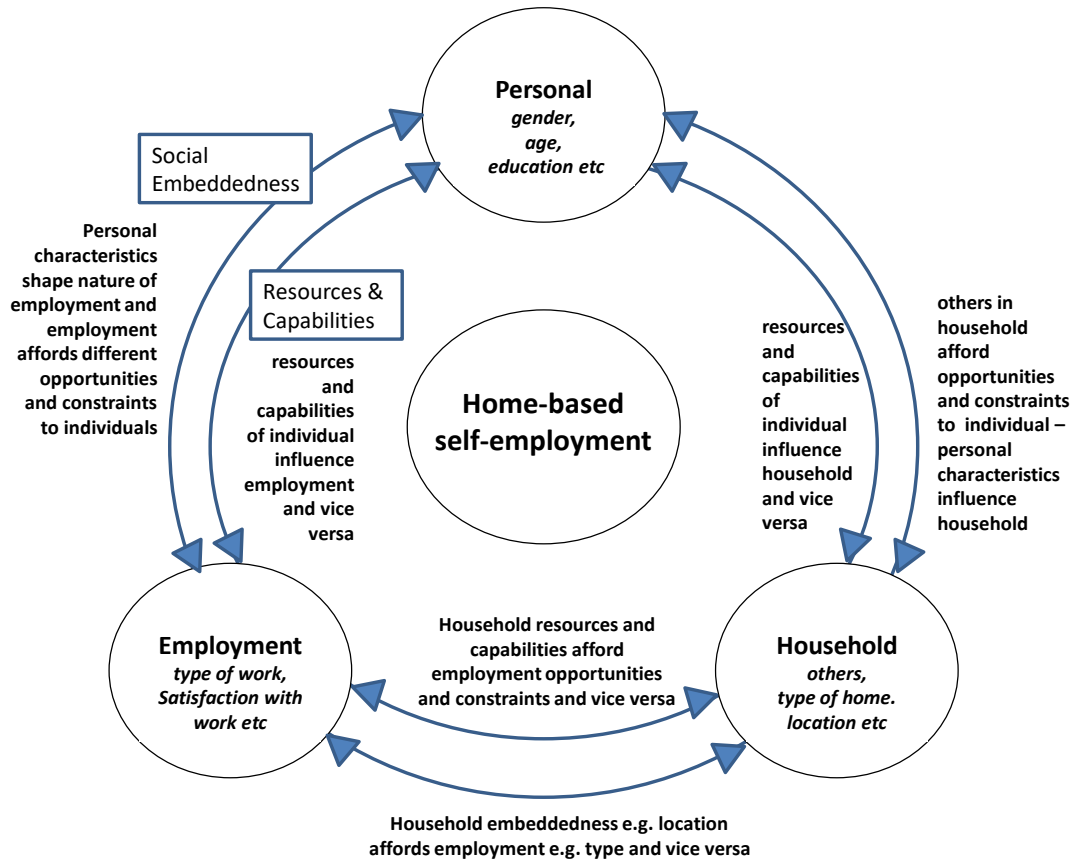 Personal
gender,
age,
education etc
Social
Embeddedness
Personal
characteristics
shape nature of
employment and
employment
affords different
opportunities
and constraints
to individuals
Resources &
Capabilities
resources
and
capabilities
of individual
influence
employment
and vice
versa
Home-based
self-employment
resources
and
capabilities
of
individual
influence
household
and vice
versa
others in
household
afford
opportunities
and constraints
to individual –
personal
characteristics
influence
household
Employment
type of work,
Satisfaction with
work etc
Household resources and
capabilities afford
employment opportunities
and constraints and vice versa
Household
others,
type of home.
location etc
Household embeddedness e.g. location
affords employment e.g. type and vice versa